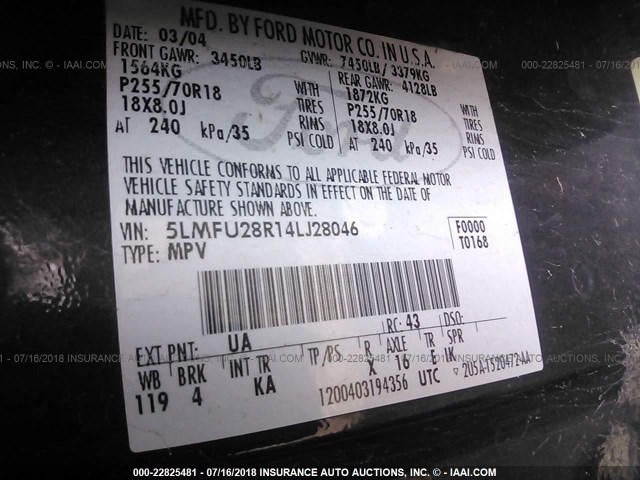 MFD. BY FORD MOTOR CO. IN U.S.A.
DATE: 03/04 GVWR: 7450LB/ 3379KG
FRONT GAWR: 3450LB REAR GAWR: 4128LB
1564KG WITH 1872KG WITH
P255/70R18 TIRES P255/70R18 TIRES
18X8.0J RIMS 18X8.0J RIMS
AT 240 kPa/35 PSI COLD AT 240 kPa/35 PSI COLD
Ford
THIS VEHICLE CONFORMS TO ALL APPLICABLE FEDERAL MOTOR
VEHICLE SAFETY STANDARDS IN EFFECT ON THE DATE OF
MANUFACTURE SHOWN ABOVE.
VIN: 5LMFU28R14LJ28046 F0000
TYPE: MPV T0168
EXT PNT: UA RC: 43 DSO:
WB BRK INT TR TP/PS R AXLE TR SPR
119 4 KA X 16 E LK
1200403194356 UTC
000-22825481 - 07/16/2018 INSURANCE AUTO AUCTIONS, INC. - © - IAAI.COM